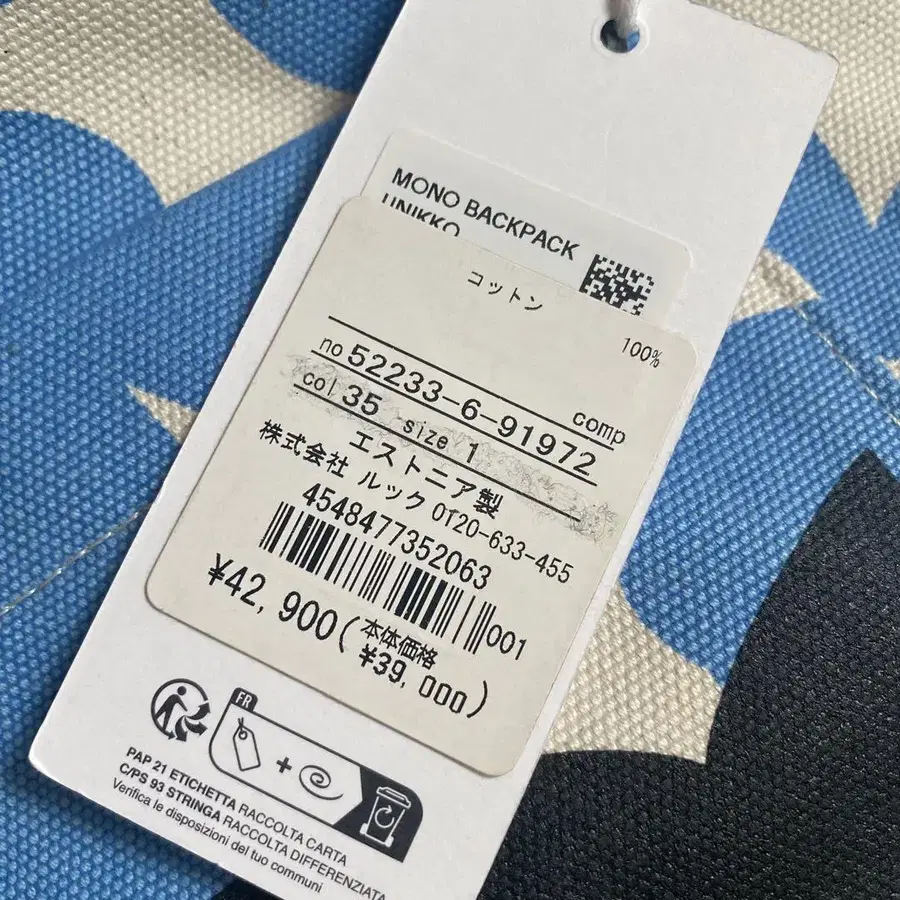 MONO BACKPACK
UNIKKO
コットン
100%
comp
no 52233-6-91972
col 35 size 1
エストニア製
株式会社 ルック 0120-633-455
4548477352063
001
¥42,900(本体価格 ¥39,000)
FR
PAP 21 ETICHETTA RACCOLTA CARTA
C/PS 93 STRINGA RACCOLTA DIFFERENZIATA
Verifica le disposizioni del tuo comuni